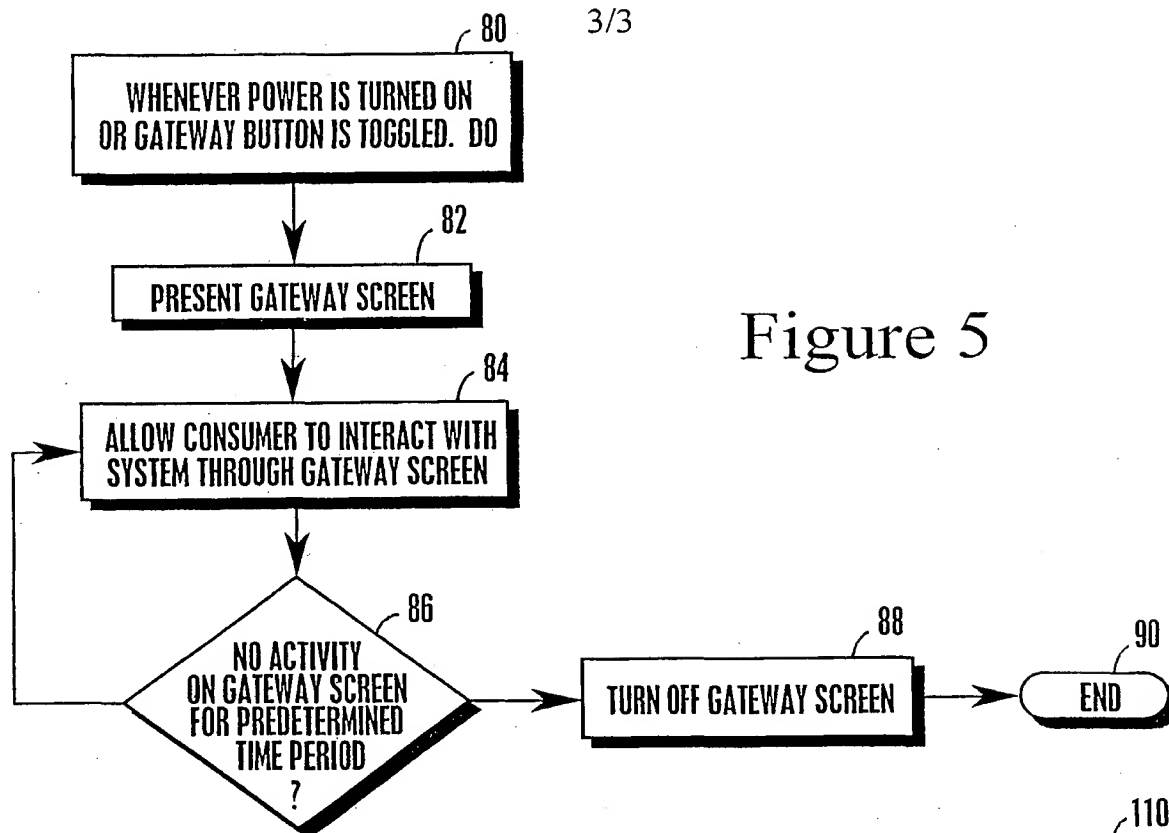 3/3
80
WHENEVER POWER IS TURNED ON
OR GATEWAY BUTTON IS TOGGLED. DO
82
PRESENT GATEWAY SCREEN
Figure 5
84
ALLOW CONSUMER TO INTERACT WITH
SYSTEM THROUGH GATEWAY SCREEN
86
NO ACTIVITY
ON GATEWAY SCREEN
FOR PREDETERMINED
TIME PERIOD
?
88
TURN OFF GATEWAY SCREEN
90
END
110